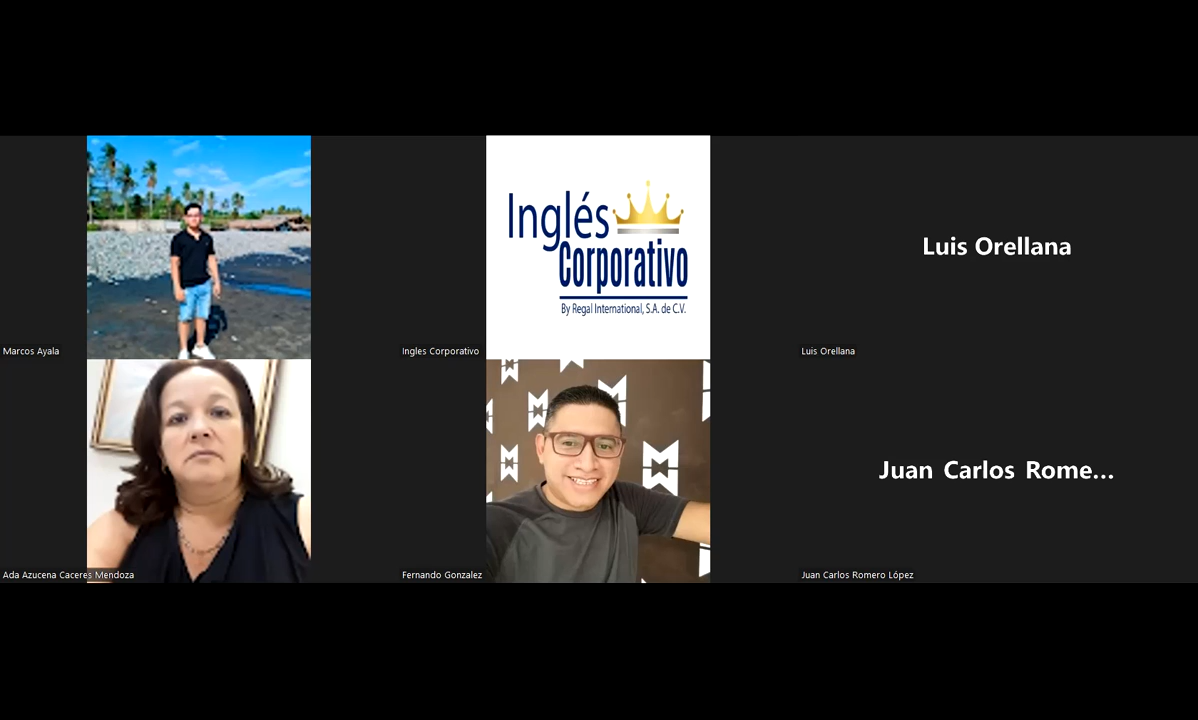 Inglés
Corporativo
By Regal International, S.A. de C.V.
Luis Orellana
Marcos Ayala
Ingles Corporativo
Luis Orellana
Juan Carlos Rome...
Ada Azucena Caceres Mendoza
Fernando Gonzalez
Juan Carlos Romero López